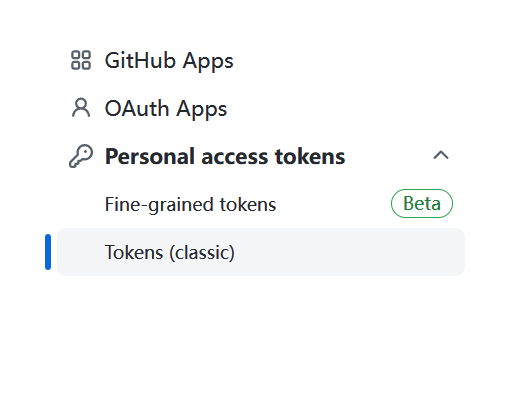 GitHub Apps
OAuth Apps
Personal access tokens
Fine-grained tokens Beta
Tokens (classic)